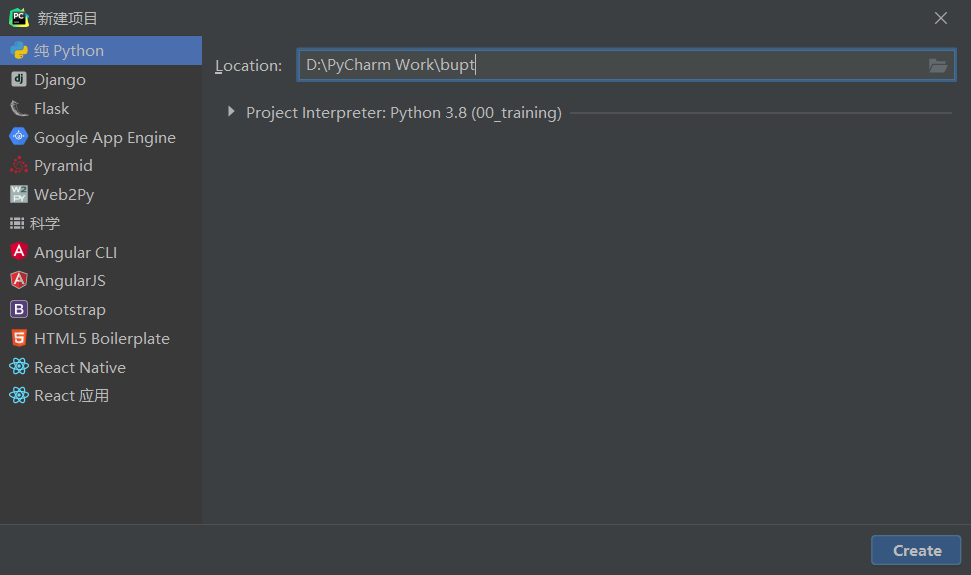 新建项目
纯 Python
Django
Flask
Google App Engine
Pyramid
Web2Py
科学
Angular CLI
AngularJS
Bootstrap
HTML5 Boilerplate
React Native
React 应用
Location: D:\PyCharm Work\bupt
Project Interpreter: Python 3.8 (00_training)
Create